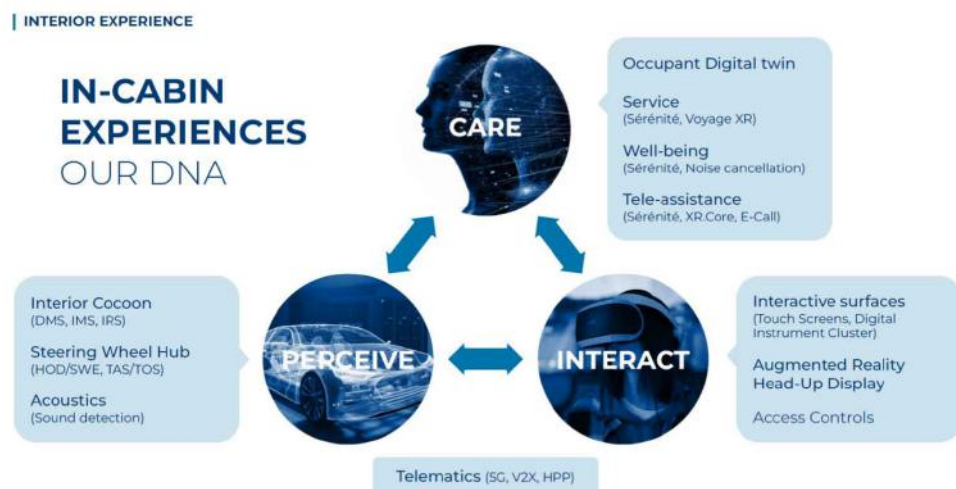 INTERIOR EXPERIENCE
IN-CABIN
EXPERIENCES
OUR DNA
CARE
Occupant Digital twin
Service
(Sérénité, Voyage XR)
Well-being
(Sérénité, Noise cancellation)
Tele-assistance
(Sérénité, XR.Core, E-Call)
Interior Cocoon
(DMS, IMS, IRS)
Steering Wheel Hub
(HOD/SWE, TAS/TOS)
Acoustics
(Sound detection)
PERCEIVE
INTERACT
Interactive surfaces
(Touch Screens, Digital
Instrument Cluster)
Augmented Reality
Head-Up Display
Access Controls
Telematics (5G, V2X, HPP)